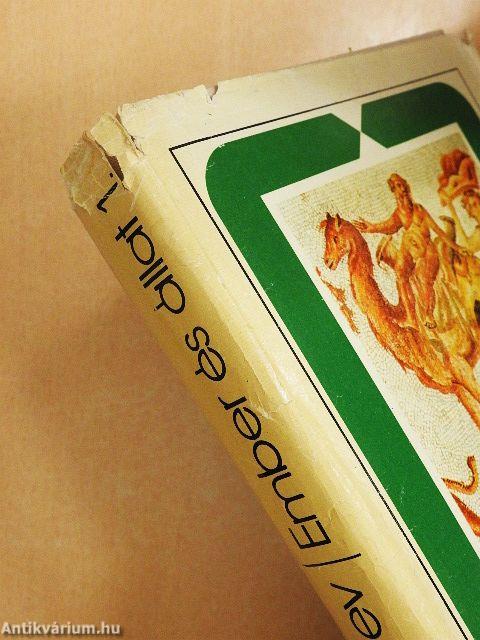 ev/Ember és állat 1.
Antikvárium.hu